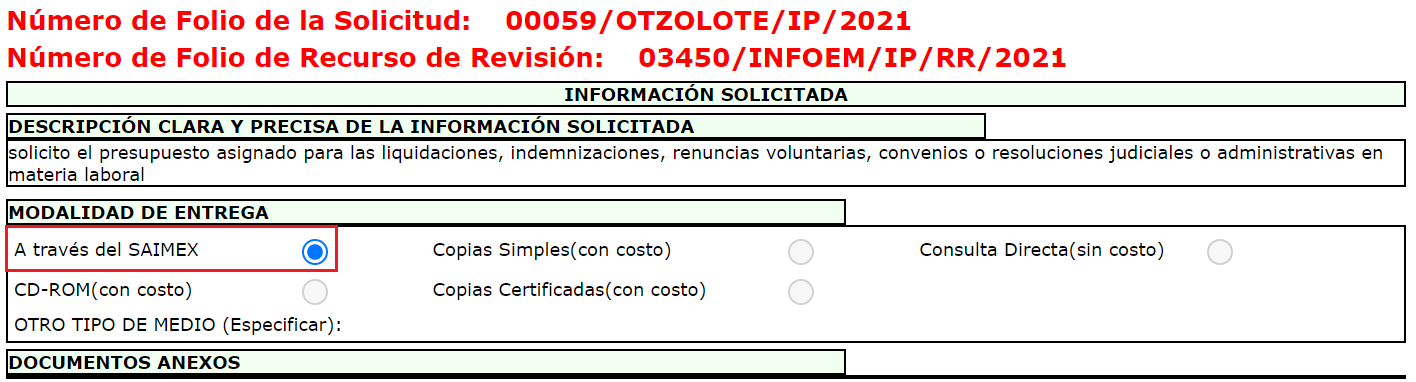 Número de Folio de la Solicitud: 00059/OTZOLOTE/IP/2021
Número de Folio de Recurso de Revisión: 03450/INFOEM/IP/RR/2021
INFORMACIÓN SOLICITADA
DESCRIPCIÓN CLARA Y PRECISA DE LA INFORMACIÓN SOLICITADA
solicito el presupuesto asignado para las liquidaciones, indemnizaciones, renuncias voluntarias, convenios o resoluciones judiciales o administrativas en
materia laboral
MODALIDAD DE ENTREGA
A través del SAIMEX Copias Simples(con costo) Consulta Directa(sin costo)
CD-ROM(con costo) Copias Certificadas(con costo)
OTRO TIPO DE MEDIO (Especificar):
DOCUMENTOS ANEXOS